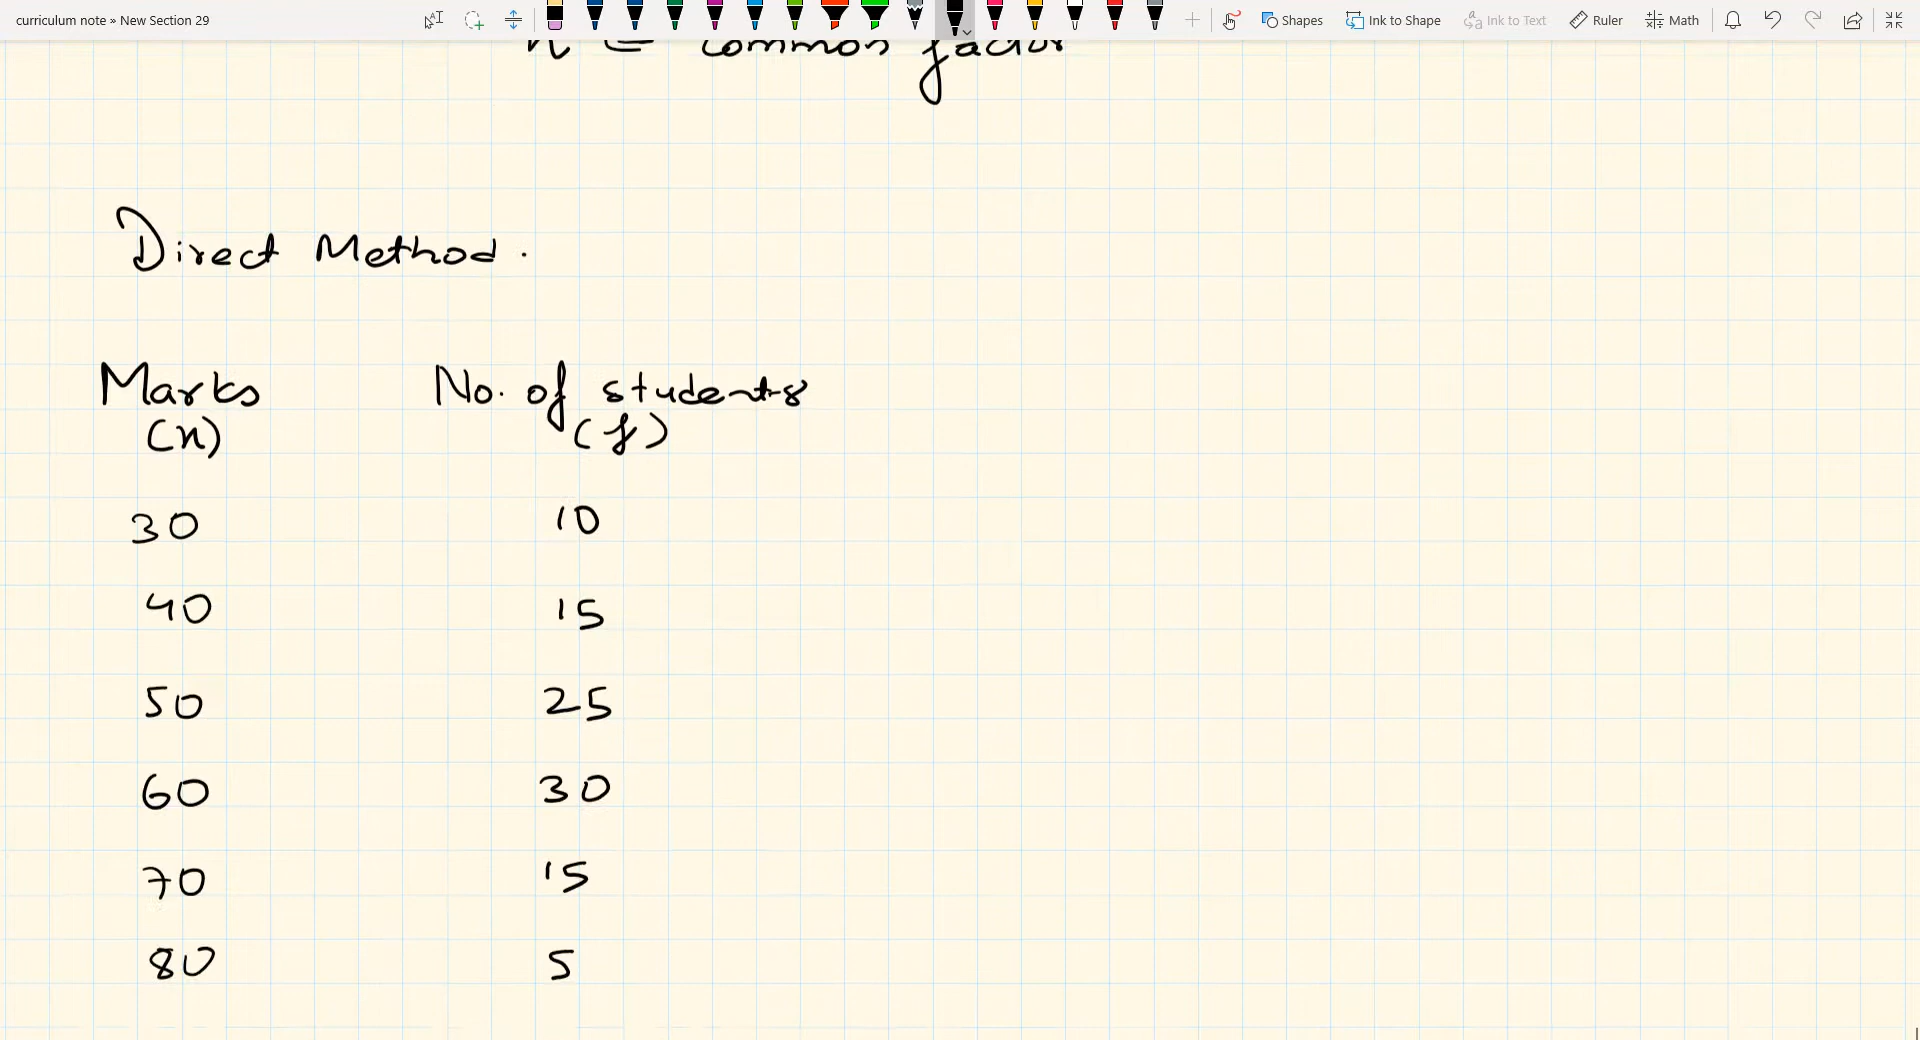 curriculum note » New Section 29
Shapes Ink to Shape Ink to Text Ruler Math
= common factor
Direct Method.
Marks No. of students
(x) (f)
30 10
40 15
50 25
60 30
70 15
80 5